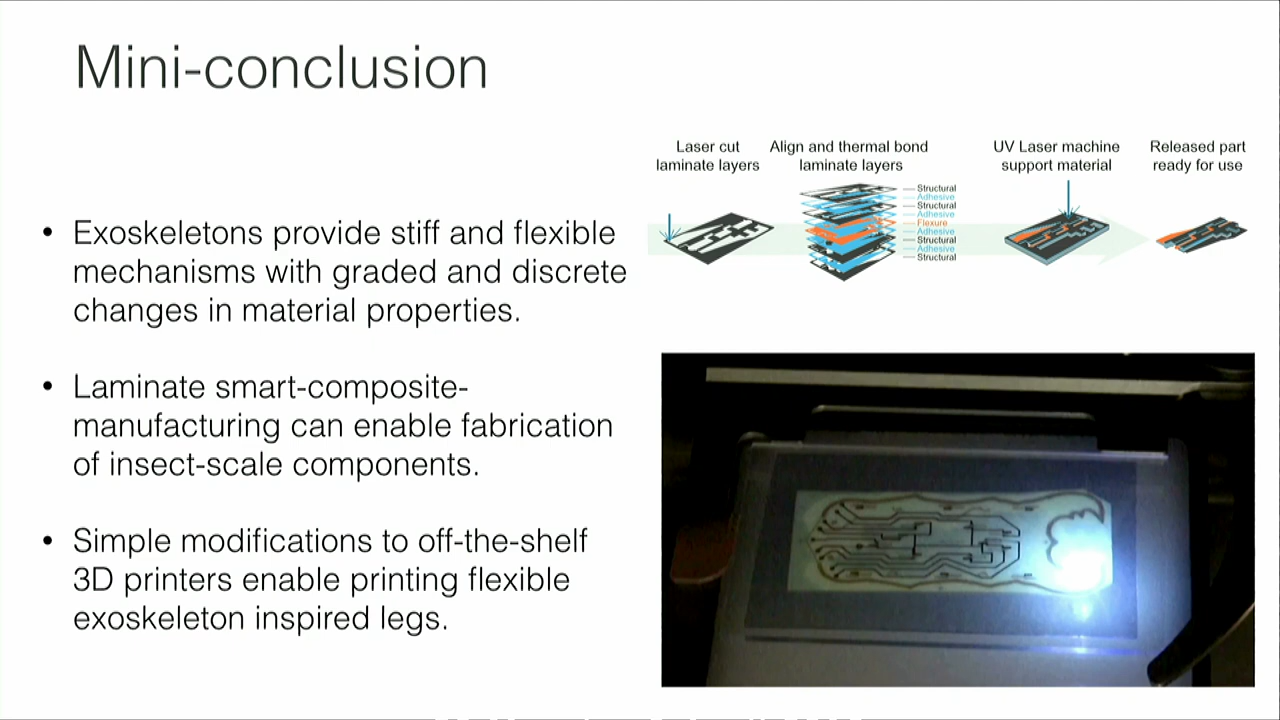 Mini-conclusion
• Exoskeletons provide stiff and flexible
mechanisms with graded and discrete
changes in material properties.
• Laminate smart-composite-
manufacturing can enable fabrication
of insect-scale components.
• Simple modifications to off-the-shelf
3D printers enable printing flexible
exoskeleton inspired legs.
Laser cut
laminate layers
Align and thermal bond
laminate layers
Structural
Adhesive
Structural
Adhesive
Flexure
Adhesive
Structural
Adhesive
Structural
UV Laser machine
support material
Released part
ready for use